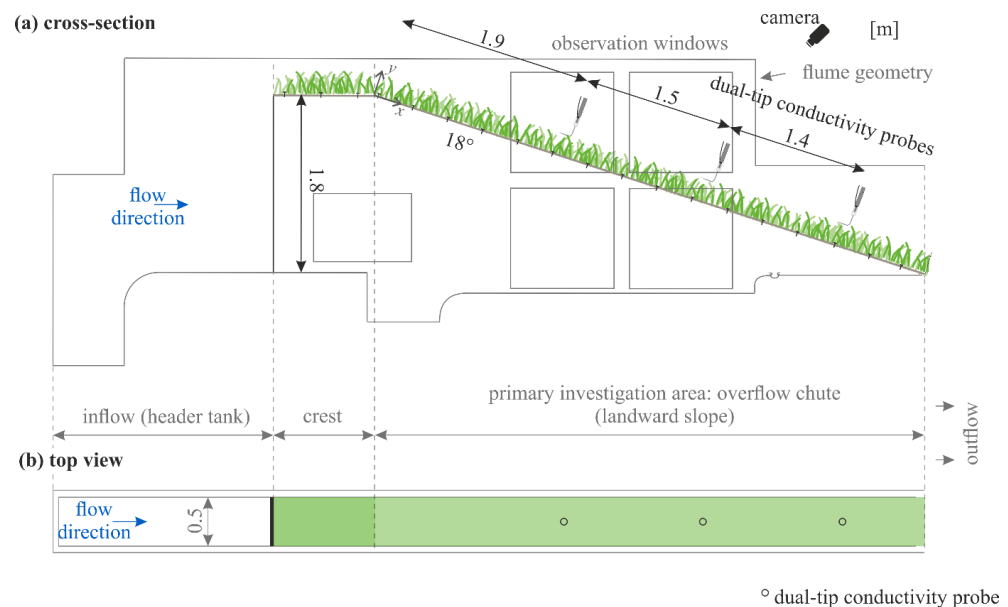 (a) cross-section
camera
[m]
1.9
observation windows
flume geometry
y
1.5
dual-tip conductivity probes
x
18°
1.4
1.8
flow
direction
primary investigation area: overflow chute
(landward slope)
inflow (header tank)
crest
outflow
(b) top view
flow
direction
0.5
dual-tip conductivity probe